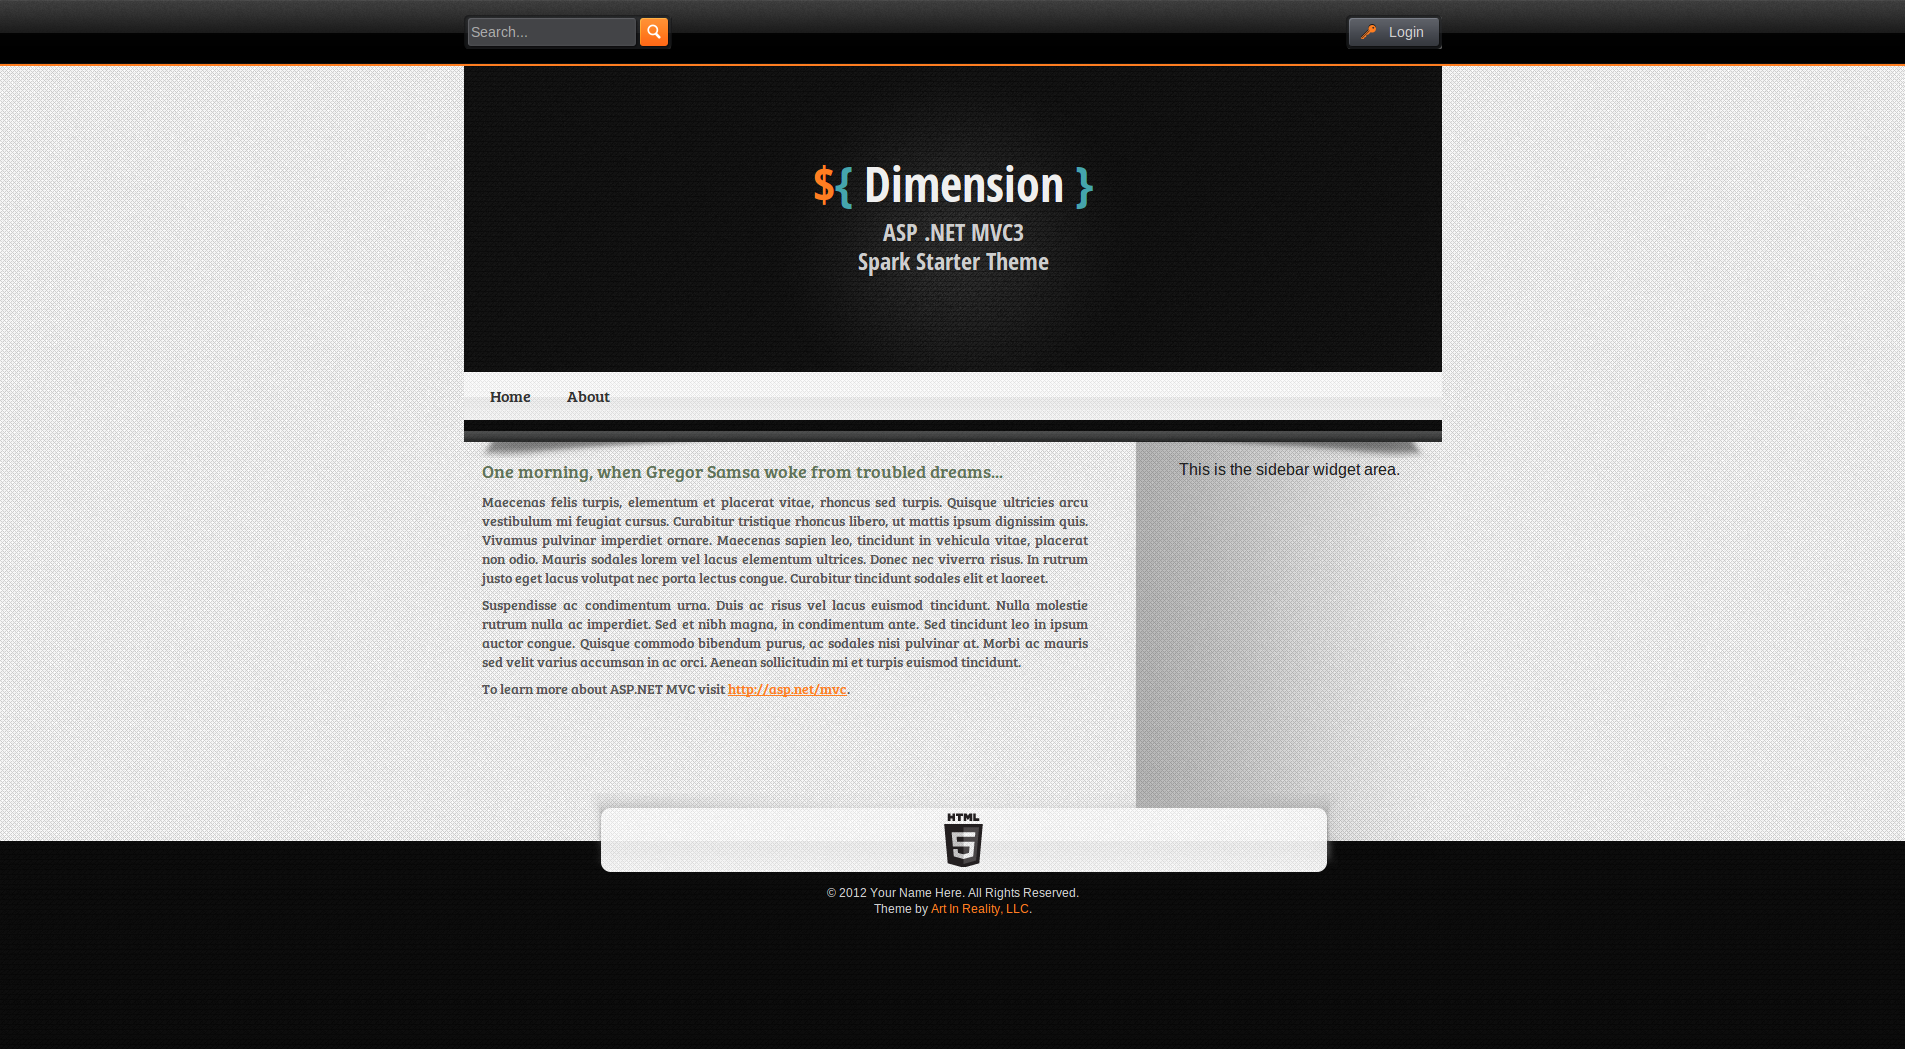 Search...
Login
${ Dimension }
ASP .NET MVC3
Spark Starter Theme
Home About
One morning, when Gregor Samsa woke from troubled dreams...
This is the sidebar widget area.
Maecenas felis turpis, elementum et placerat vitae, rhoncus sed turpis. Quisque ultricies arcu
vestibulum mi feugiat cursus. Curabitur tristique rhoncus libero, ut mattis ipsum dignissim quis.
Vivamus pulvinar imperdiet ornare. Maecenas sapien leo, tincidunt in vehicula vitae, placerat
non odio. Mauris sodales lorem vel lacus elementum ultrices. Donec nec viverra risus. In rutrum
justo eget lacus volutpat nec porta lectus congue. Curabitur tincidunt sodales elit et laoreet.
Suspendisse ac condimentum urna. Duis ac risus vel lacus euismod tincidunt. Nulla molestie
rutrum nulla ac imperdiet. Sed et nibh magna, in condimentum ante. Sed tincidunt leo in ipsum
auctor congue. Quisque commodo bibendum purus, ac sodales nisi pulvinar at. Morbi ac mauris
sed velit varius accumsan in ac orci. Aenean sollicitudin mi et turpis euismod tincidunt.
To learn more about ASP.NET MVC visit http://asp.net/mvc.
HTML
5
© 2012 Your Name Here. All Rights Reserved.
Theme by Art In Reality, LLC.